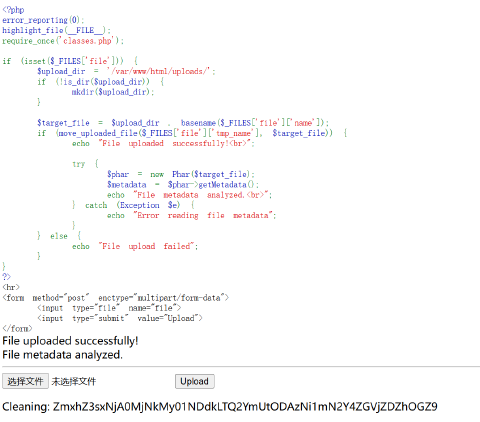 <?php
error_reporting(0);
highlight_file(__FILE__);
require_once('classes.php');
if (isset($_FILES['file'])) {
$upload_dir = '/var/www/html/uploads/';
if (!is_dir($upload_dir)) {
mkdir($upload_dir);
}
$target_file = $upload_dir . basename($_FILES['file']['name']);
if (move_uploaded_file($_FILES['file']['tmp_name'], $target_file)) {
echo "File uploaded successfully!<br>";
try {
$phar = new Phar($target_file);
$metadata = $phar->getMetadata();
echo "File metadata analyzed.<br>";
} catch (Exception $e) {
echo "Error reading file metadata";
}
} else {
echo "File upload failed";
}
}
?>
<hr>
<form method="post" enctype="multipart/form-data">
<input type="file" name="file">
<input type="submit" value="Upload">
</form>
File uploaded successfully!
File metadata analyzed.
选择文件 未选择文件 Upload
Cleaning: ZmxhZ3sxNjA0MjNkMy01NDdkLTQ2YmUtODAzNi1mN2Y4ZGVjZDZhOGZ9